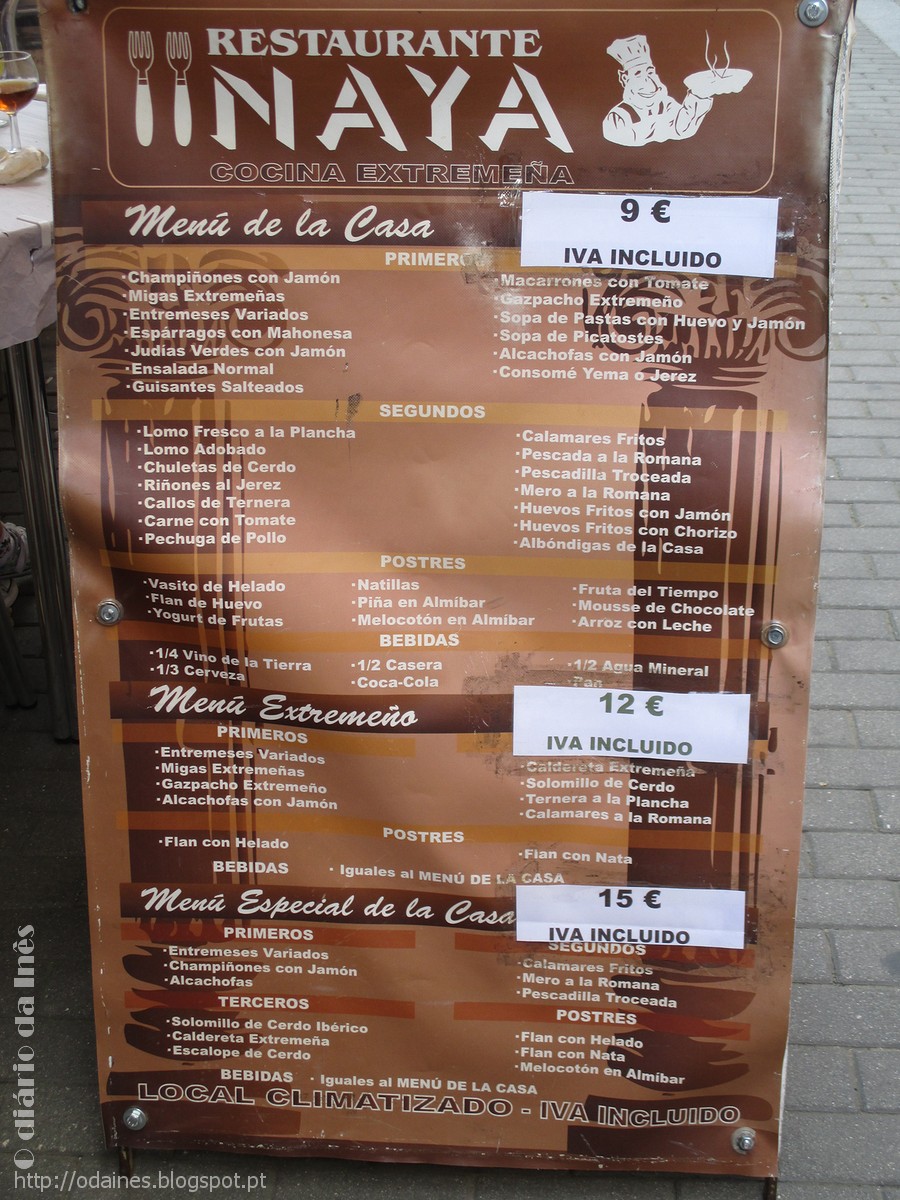 RESTAURANTE
NAYA
COCINA EXTREMEÑA
Menú de la Casa
9 €
IVA INCLUIDO
PRIMERO
·Champiñones con Jamón
·Migas Extremeñas
·Entremeses Variados
·Espárragos con Mahonesa
·Judías Verdes con Jamón
·Ensalada Normal
·Guisantes Salteados
·Macarrones con Tomate
·Gazpacho Extremeño
·Sopa de Pastas con Huevo y Jamón
·Sopa de Picatostes
·Alcachofas con Jamón
·Consomé Yema o Jerez
SEGUNDOS
·Lomo Fresco a la Plancha
·Lomo Adobado
·Chuletas de Cerdo
·Riñones al Jerez
·Callos de Ternera
·Carne con Tomate
·Pechuga de Pollo
·Calamares Fritos
·Pescada a la Romana
·Pescadilla Troceada
·Mero a la Romana
·Huevos Fritos con Jamón
·Huevos Fritos con Chorizo
·Albóndigas de la Casa
POSTRES
·Vasito de Helado
·Flan de Huevo
·Yogurt de Frutas
·Natillas
·Piña en Almíbar
·Melocotón en Almíbar
·Fruta del Tiempo
·Mousse de Chocolate
·Arroz con Leche
BEBIDAS
·1/4 Vino de la Tierra
·1/3 Cerveza
·1/2 Casera
·Coca-Cola
·1/2 Agua Mineral
·Pan
Menú Extremeño
12 €
IVA INCLUIDO
PRIMEROS
·Entremeses Variados
·Migas Extremeñas
·Gazpacho Extremeño
·Alcachofas con Jamón
·Caldereta Extremeña
·Solomillo de Cerdo
·Ternera a la Plancha
·Calamares a la Romana
POSTRES
·Flan con Helado
·Flan con Nata
BEBIDAS · Iguales al MENÚ DE LA CASA
Menú Especial de la Casa
15 €
IVA INCLUIDO
PRIMEROS
·Entremeses Variados
·Champiñones con Jamón
·Alcachofas
SEGUNDOS
·Calamares Fritos
·Mero a la Romana
·Pescadilla Troceada
TERCEROS
·Solomillo de Cerdo Ibérico
·Caldereta Extremeña
·Escalope de Cerdo
POSTRES
·Flan con Helado
·Flan con Nata
·Melocotón en Almíbar
BEBIDAS · Iguales al MENÚ DE LA CASA
LOCAL CLIMATIZADO - IVA INCLUIDO
O diário da Inês
http://odaines.blogspot.pt